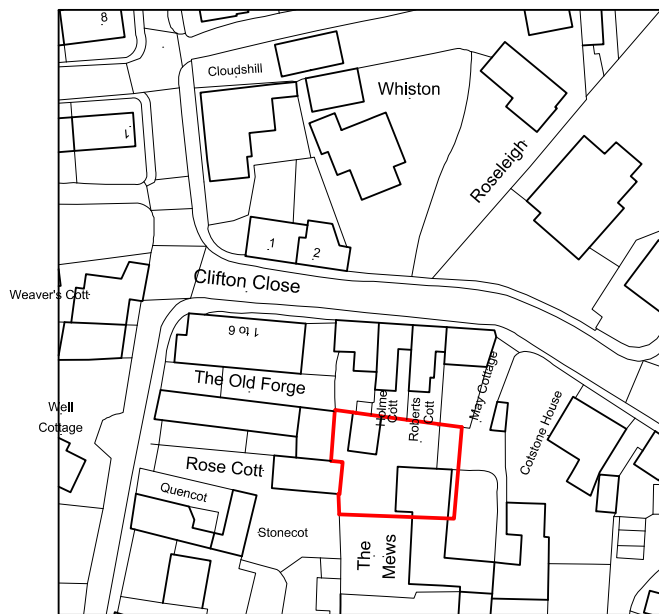 8
Cloudshill
Whiston
1
Roseleigh
1
2
Clifton Close
Weaver's Cott
1 to 6
The Old Forge
Holme
Cott
Roberts
Cott
May Cottage
Cotstone House
Well
Cottage
Rose Cott
Quencot
Stonecot
The
Mews